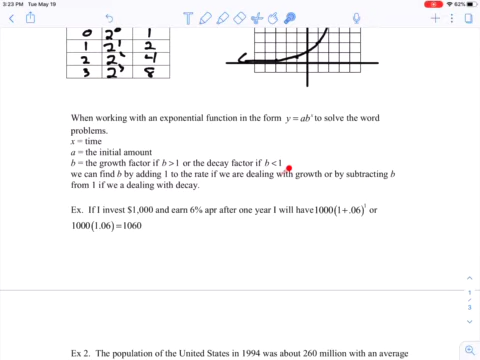 3:23 PM Tue May 19
62%
0 2⁰ 1
1 2¹ 2
2 2² 4
3 2³ 8
When working with an exponential function in the form y = abˣ to solve the word
problems.
x = time
a = the initial amount
b = the growth factor if b > 1 or the decay factor if b < 1
we can find b by adding 1 to the rate if we are dealing with growth or by subtracting b
from 1 if we a dealing with decay.
Ex. If I invest $1,000 and earn 6% apr after one year I will have 1000(1+.06)¹ or
1000(1.06) = 1060
1
/
3
Ex 2. The population of the United States in 1994 was about 260 million with an average